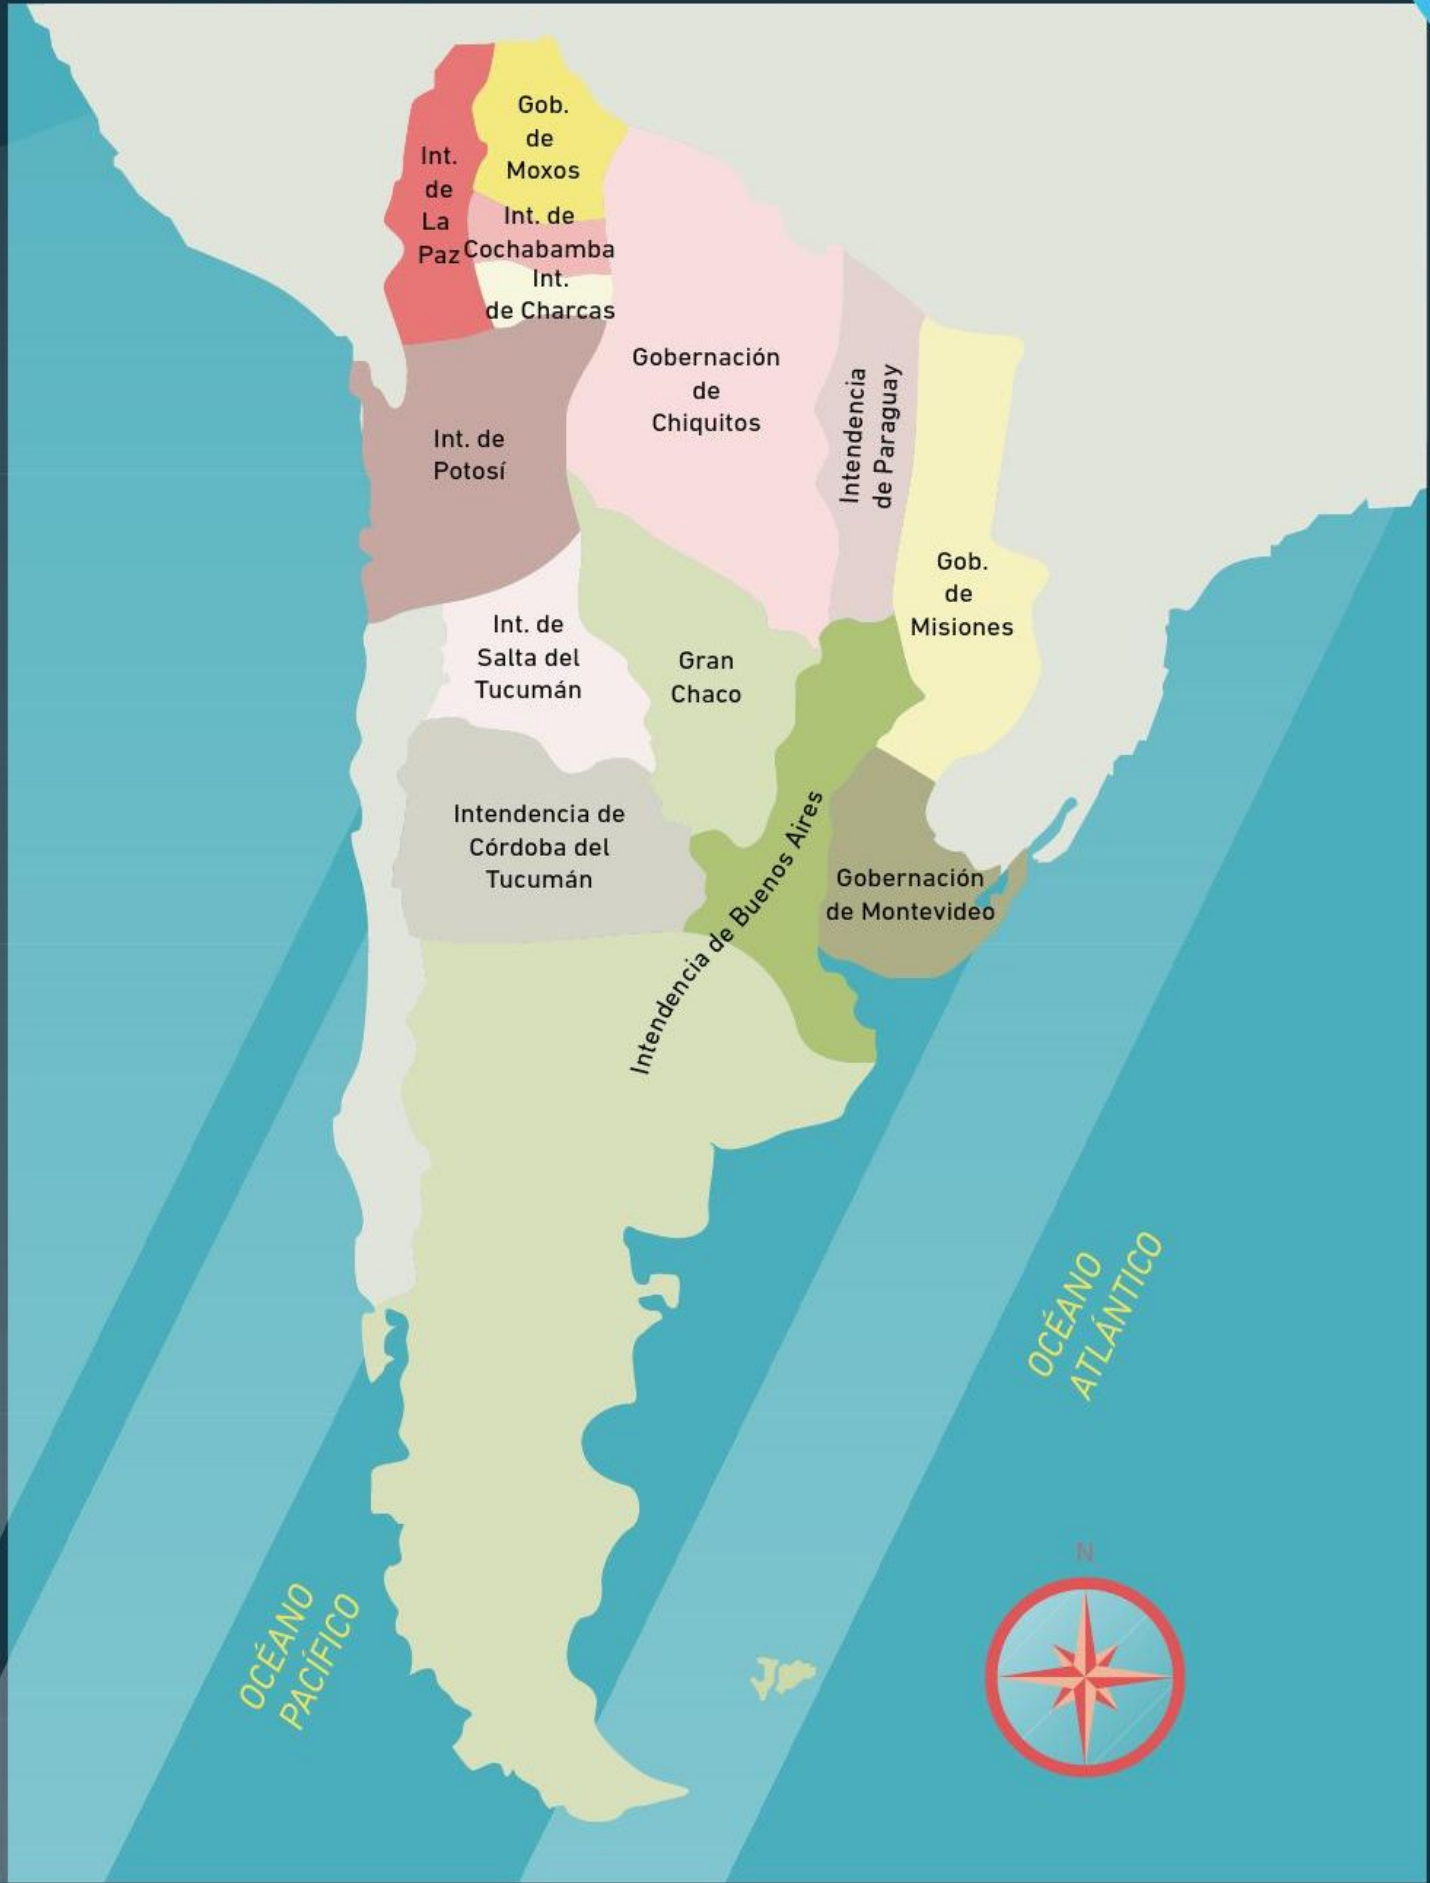 Gob.
de
Moxos
Int.
de
La
Paz
Int. de
Cochabamba
Int.
de Charcas
Gobernación
de
Chiquitos
Intendencia
de Paraguay
Int. de
Potosí
Gob.
de
Misiones
Int. de
Salta del
Tucumán
Gran
Chaco
Intendencia de
Córdoba del
Tucumán
Intendencia de Buenos Aires
Gobernación
de Montevideo
OCÉANO
ATLÁNTICO
N
OCÉANO
PACÍFICO